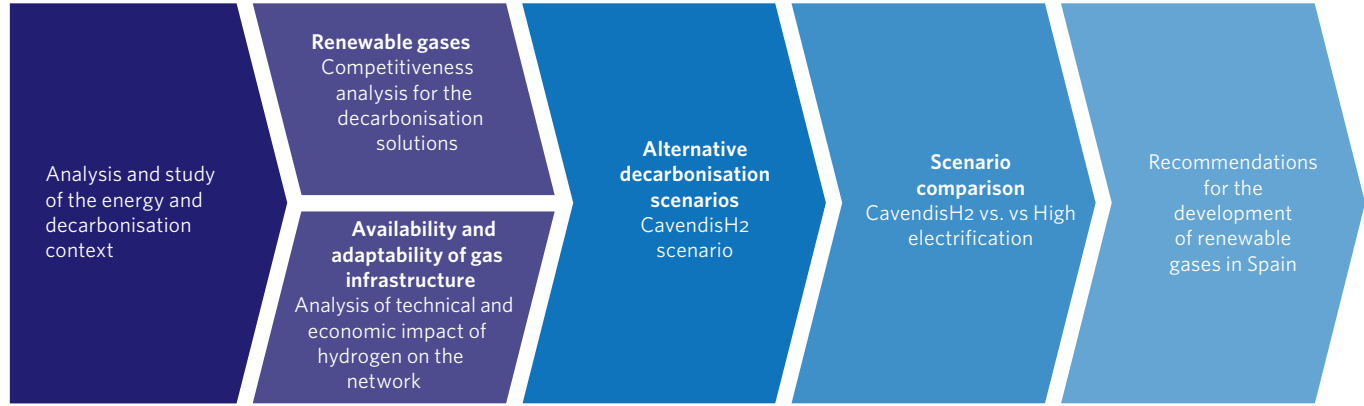 Analysis and study
of the energy and
decarbonisation
context
Renewable gases
Competitiveness
analysis for the
decarbonisation
solutions
Availability and
adaptability of gas
infrastructure
Analysis of technical and
economic impact of
hydrogen on the
network
Alternative
decarbonisation
scenarios
CavendisH2
scenario
Scenario
comparison
CavendisH2 vs. vs High
electrification
Recommendations
for the
development
of renewable
gases in Spain